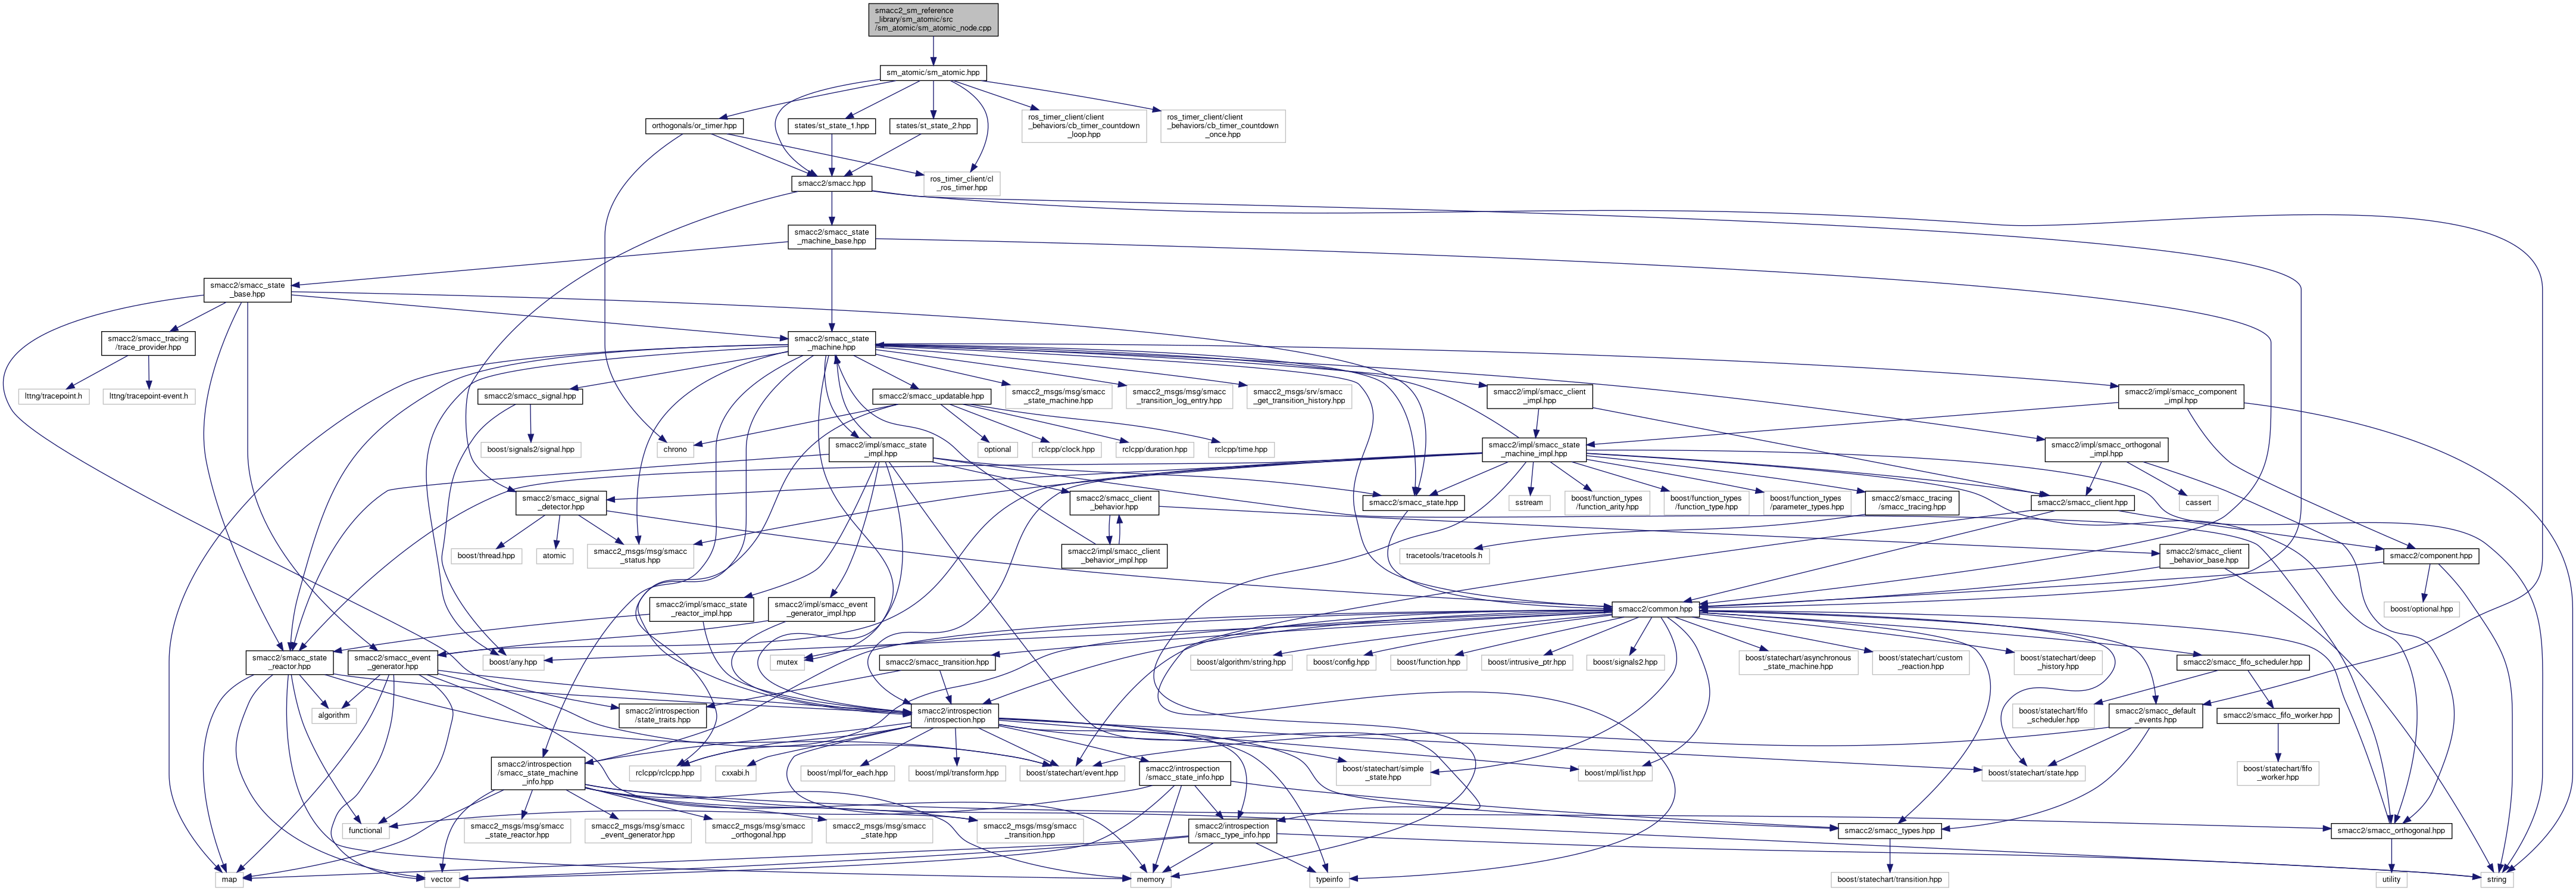 smacc2_sm_reference
_library/sm_atomic/src
/sm_atomic/sm_atomic_node.cpp
sm_atomic/sm_atomic.hpp
orthogonals/or_timer.hpp
states/st_state_1.hpp
states/st_state_2.hpp
ros_timer_client/client
_behaviors/cb_timer_countdown
_loop.hpp
ros_timer_client/client
_behaviors/cb_timer_countdown
_once.hpp
smacc2/smacc.hpp
ros_timer_client/cl
_ros_timer.hpp
smacc2/smacc_state
_machine_base.hpp
smacc2/smacc_state
_base.hpp
smacc2/smacc_tracing
/trace_provider.hpp
smacc2/smacc_state
_machine.hpp
lttng/tracepoint.h
lttng/tracepoint-event.h
smacc2/smacc_signal.hpp
smacc2/smacc_updatable.hpp
smacc2_msgs/msg/smacc
_state_machine.hpp
smacc2_msgs/msg/smacc
_transition_log_entry.hpp
smacc2_msgs/srv/smacc
_get_transition_history.hpp
smacc2/impl/smacc_client
_impl.hpp
smacc2/impl/smacc_component
_impl.hpp
boost/signals2/signal.hpp
chrono
smacc2/impl/smacc_state
_impl.hpp
optional
rclcpp/clock.hpp
rclcpp/duration.hpp
rclcpp/time.hpp
smacc2/impl/smacc_state
_machine_impl.hpp
smacc2/impl/smacc_orthogonal
_impl.hpp
smacc2/smacc_signal
_detector.hpp
smacc2/smacc_client
_behavior.hpp
smacc2/smacc_state.hpp
sstream
boost/function_types
/function_arity.hpp
boost/function_types
/function_type.hpp
boost/function_types
/parameter_types.hpp
smacc2/smacc_tracing
/smacc_tracing.hpp
smacc2/smacc_client.hpp
cassert
boost/thread.hpp
atomic
smacc2_msgs/msg/smacc
_status.hpp
smacc2/impl/smacc_client
_behavior_impl.hpp
tracetools/tracetools.h
smacc2/smacc_client
_behavior_base.hpp
smacc2/component.hpp
smacc2/impl/smacc_state
_reactor_impl.hpp
smacc2/impl/smacc_event
_generator_impl.hpp
smacc2/common.hpp
boost/optional.hpp
smacc2/smacc_state
_reactor.hpp
smacc2/smacc_event
_generator.hpp
boost/any.hpp
mutex
smacc2/smacc_transition.hpp
boost/algorithm/string.hpp
boost/config.hpp
boost/function.hpp
boost/intrusive_ptr.hpp
boost/signals2.hpp
boost/statechart/asynchronous
_state_machine.hpp
boost/statechart/custom
_reaction.hpp
boost/statechart/deep
_history.hpp
smacc2/smacc_fifo_scheduler.hpp
algorithm
smacc2/introspection
/state_traits.hpp
smacc2/introspection
/introspection.hpp
boost/statechart/fifo
_scheduler.hpp
smacc2/smacc_default
_events.hpp
smacc2/smacc_fifo_worker.hpp
smacc2/introspection
/smacc_state_machine
_info.hpp
rclcpp/rclcpp.hpp
cxxabi.h
boost/mpl/for_each.hpp
boost/mpl/transform.hpp
boost/statechart/event.hpp
smacc2/introspection
/smacc_state_info.hpp
boost/statechart/simple
_state.hpp
boost/mpl/list.hpp
boost/statechart/state.hpp
boost/statechart/fifo
_worker.hpp
functional
smacc2_msgs/msg/smacc
_state_reactor.hpp
smacc2_msgs/msg/smacc
_event_generator.hpp
smacc2_msgs/msg/smacc
_orthogonal.hpp
smacc2_msgs/msg/smacc
_state.hpp
smacc2_msgs/msg/smacc
_transition.hpp
smacc2/introspection
/smacc_type_info.hpp
smacc2/smacc_types.hpp
smacc2/smacc_orthogonal.hpp
map
vector
memory
typeinfo
boost/statechart/transition.hpp
utility
string